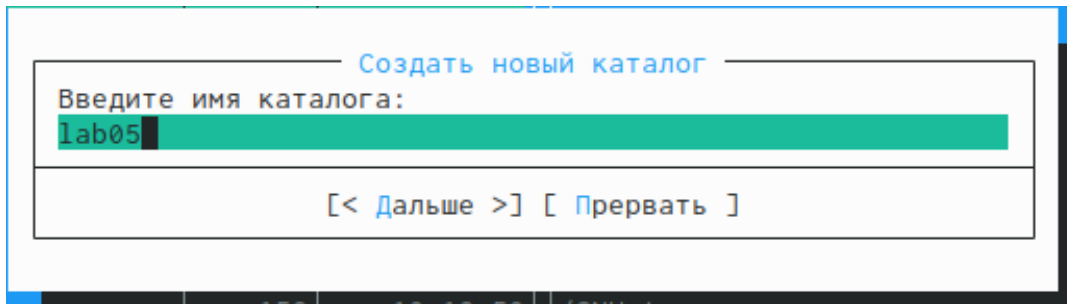 Создать новый каталог
Введите имя каталога:
lab05
[< Дальше >] [ Прервать ]